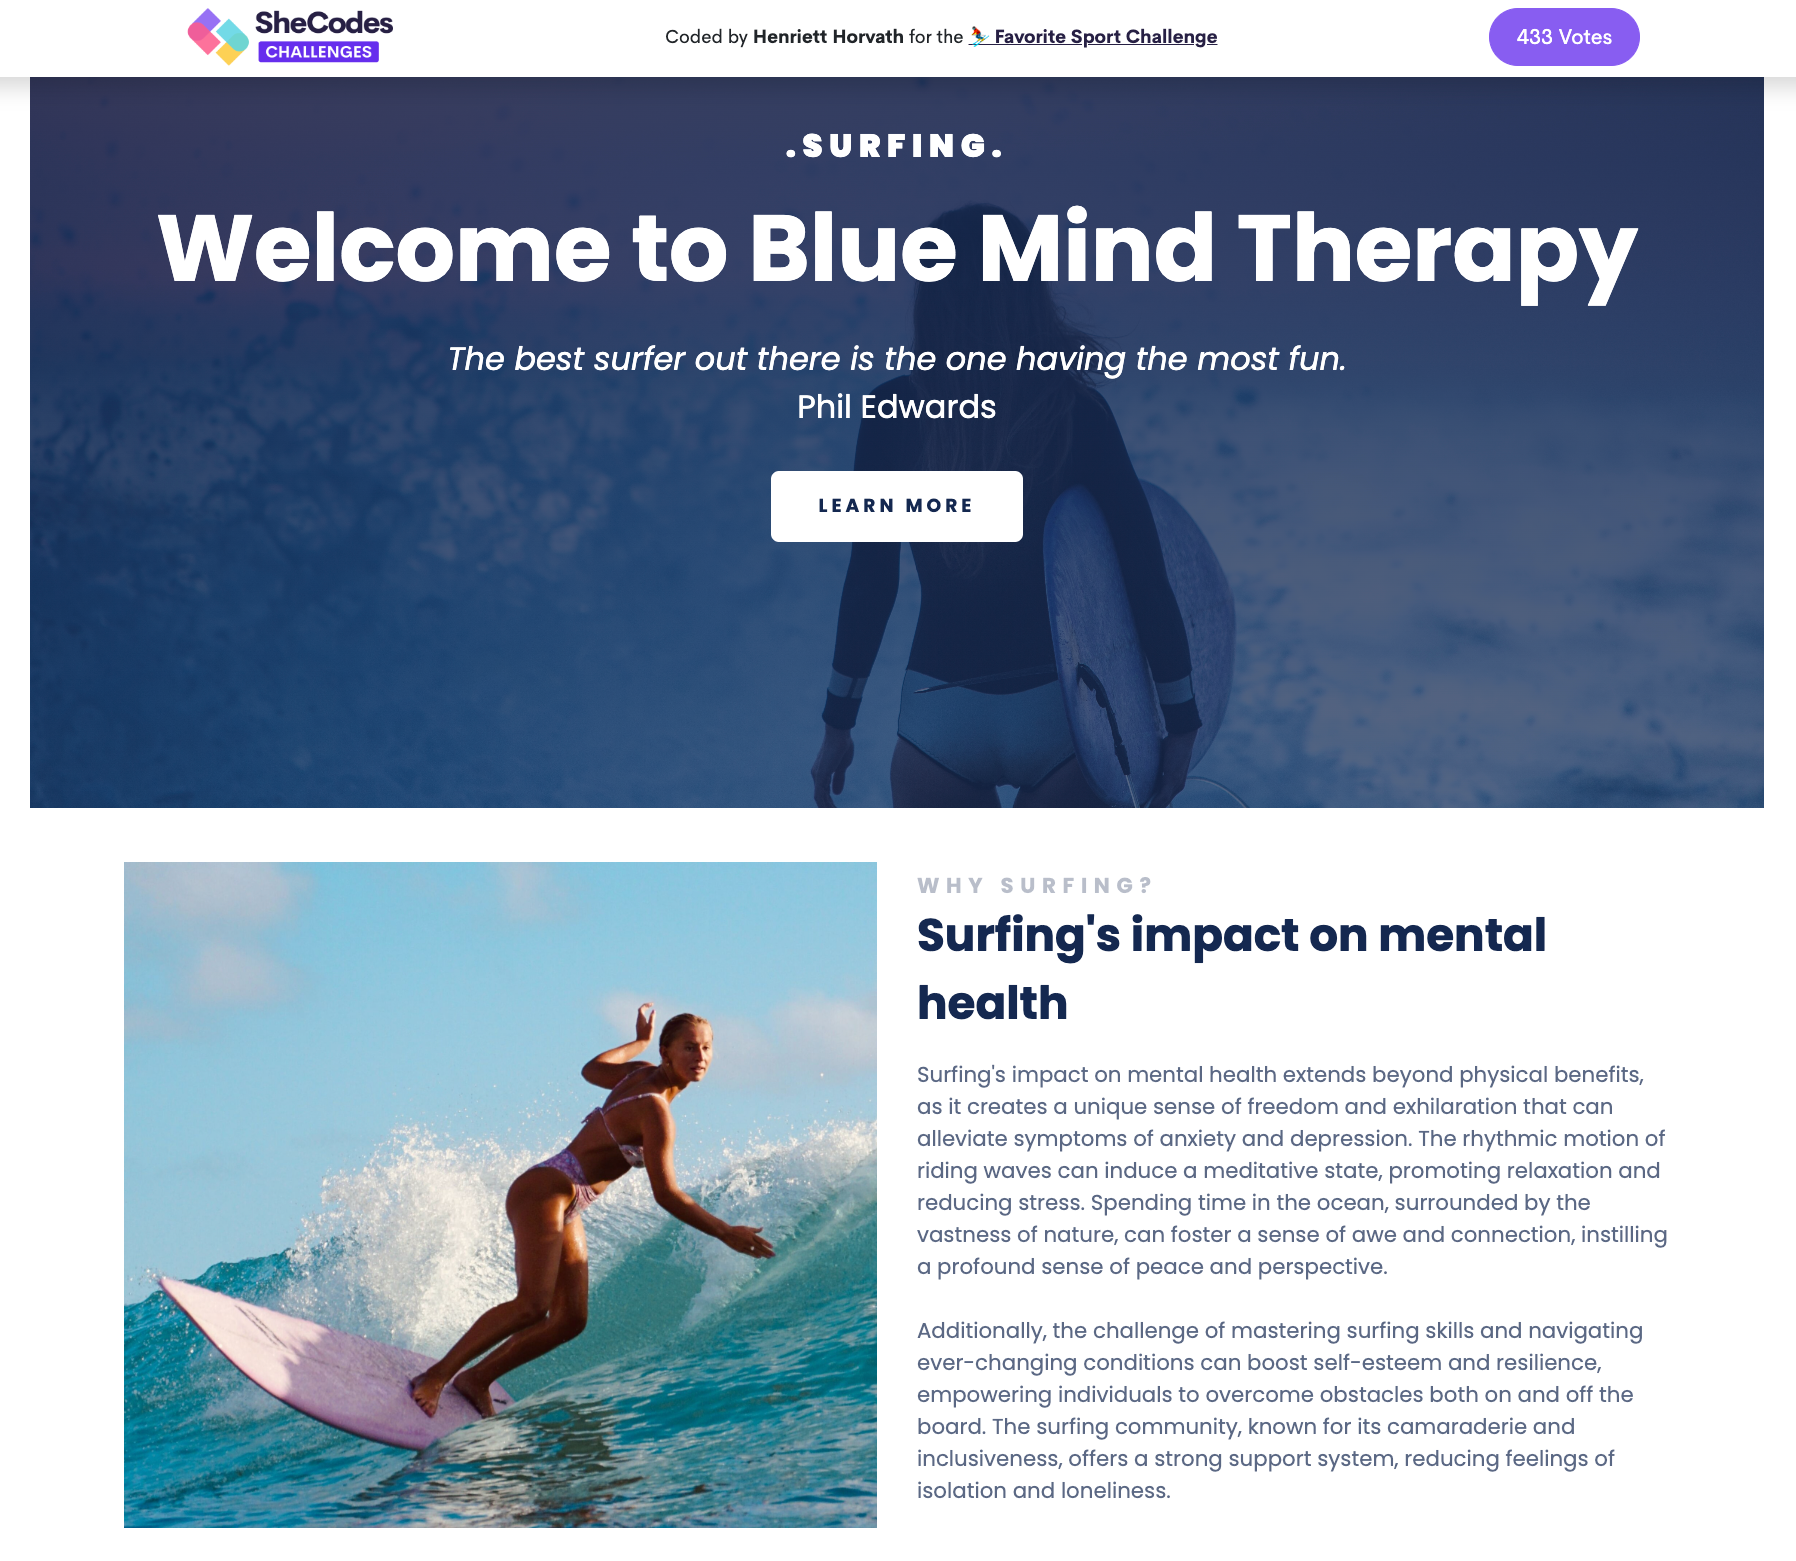 SheCodes
CHALLENGES
Coded by Henriett Horvath for the Favorite Sport Challenge
433 Votes
.SURFING.
Welcome to Blue Mind Therapy
The best surfer out there is the one having the most fun.
Phil Edwards
LEARN MORE
WHY SURFING?
Surfing's impact on mental
health
Surfing's impact on mental health extends beyond physical benefits,
as it creates a unique sense of freedom and exhilaration that can
alleviate symptoms of anxiety and depression. The rhythmic motion of
riding waves can induce a meditative state, promoting relaxation and
reducing stress. Spending time in the ocean, surrounded by the
vastness of nature, can foster a sense of awe and connection, instilling
a profound sense of peace and perspective.
Additionally, the challenge of mastering surfing skills and navigating
ever-changing conditions can boost self-esteem and resilience,
empowering individuals to overcome obstacles both on and off the
board. The surfing community, known for its camaraderie and
inclusiveness, offers a strong support system, reducing feelings of
isolation and loneliness.